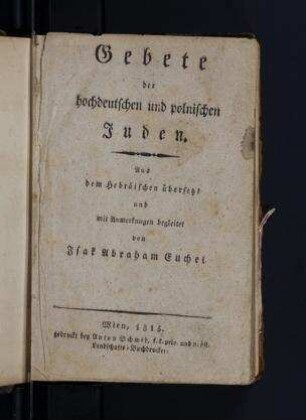 Gebete
der
hochdeutschen und polnischen
Juden.
Aus
dem Hebräischen übersetzt
und
mit Anmerkungen begleitet
von
Isak Abraham Euchel
Wien, 1815.
gedruckt bey Anton Schmid, k.k. priv. und n. öst.
Landschafts-Buchdrucker.